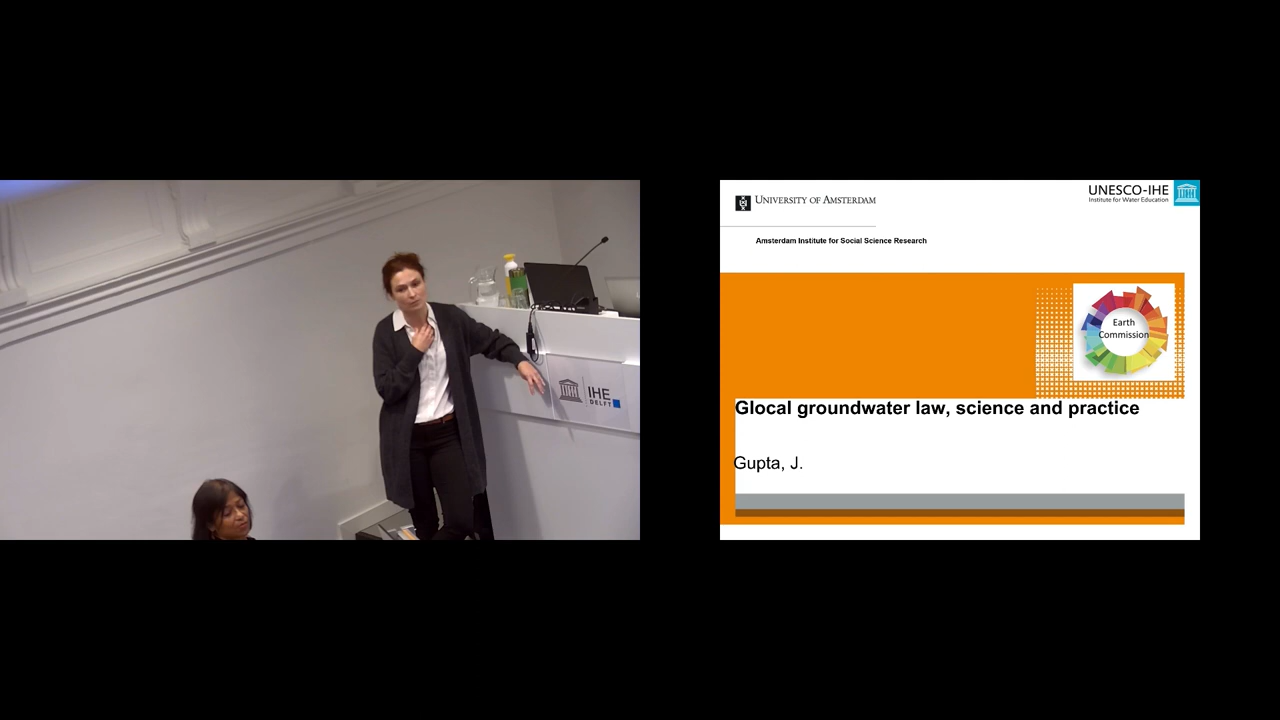 IHE
DELFT
UNIVERSITY OF AMSTERDAM
UNESCO-IHE
Institute for Water Education
Amsterdam Institute for Social Science Research
Earth
Commission
Glocal groundwater law, science and practice
Gupta, J.